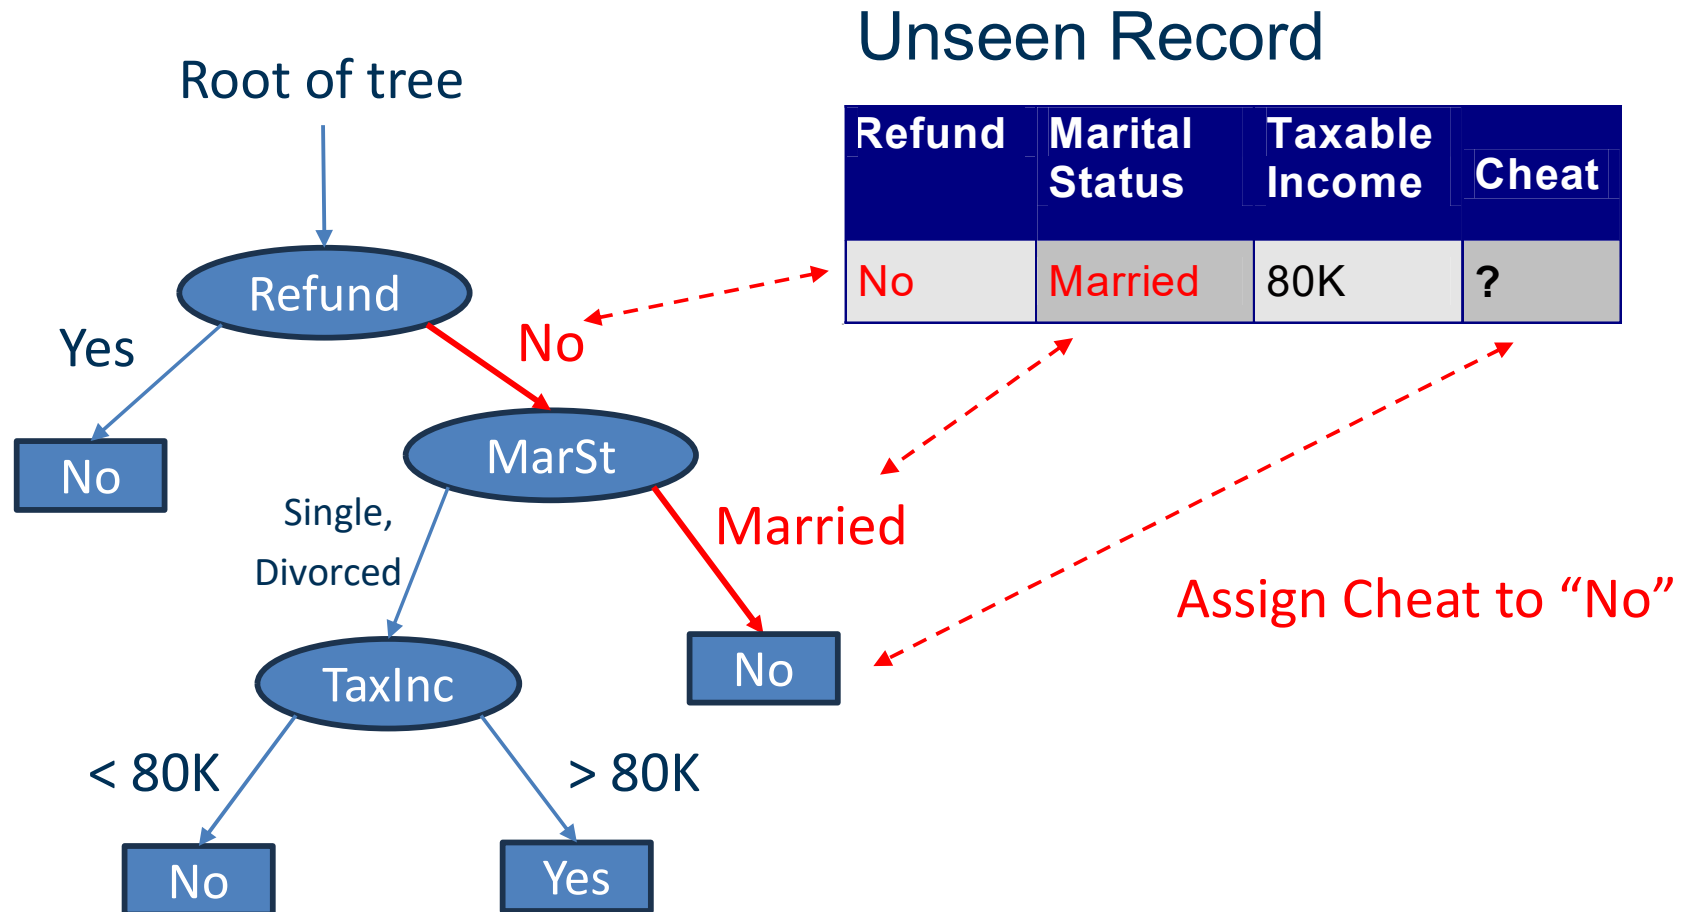 Unseen Record
Root of tree
Refund
Marital
Status
Taxable
Income
Cheat
No
Married
80K
?
Refund
Yes
No
No
MarSt
Single,
Divorced
Married
Assign Cheat to “No”
TaxInc
No
< 80K
> 80K
No
Yes